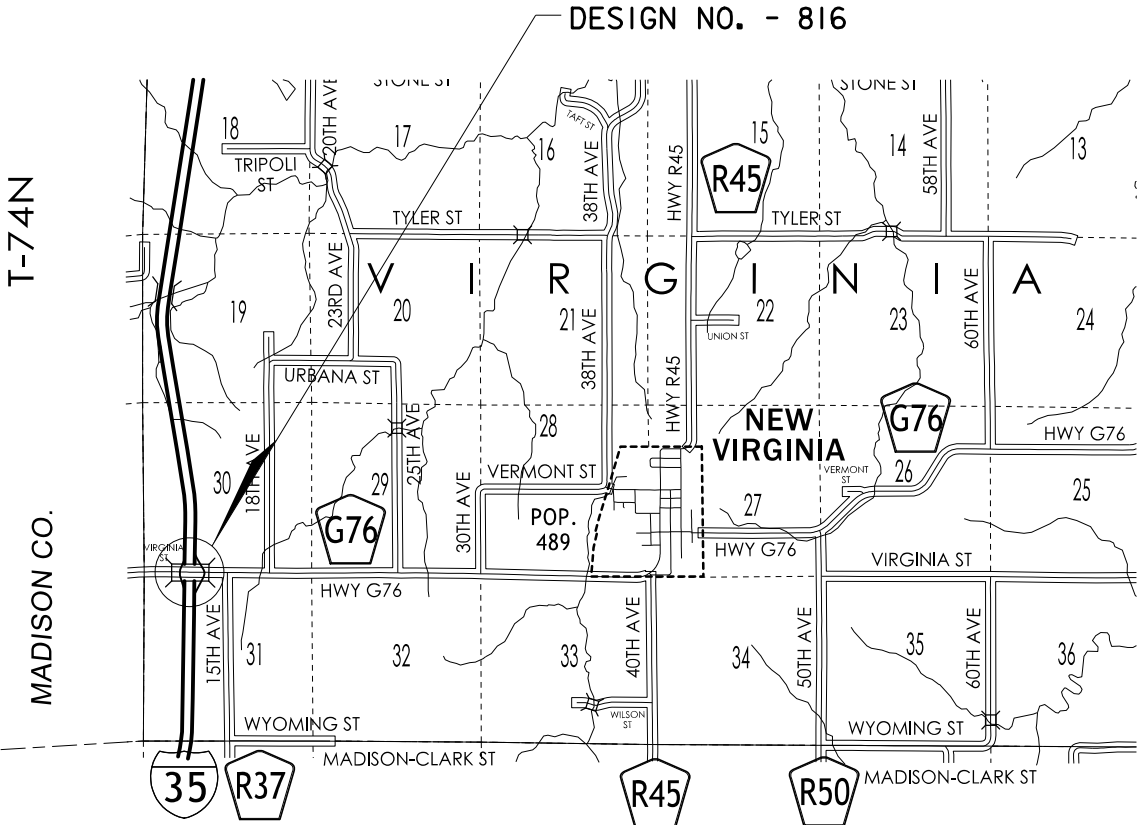 DESIGN NO. - 816
T-74N
MADISON CO.
STONE ST
STONE ST
18
20TH AVE
17
16
TAFT ST
38TH AVE
HWY R45
15
R45
14
58TH AVE
13
TRIPOLI
ST
TYLER ST
TYLER ST
VIRGINIA
19
23RD AVE
20
21
38TH AVE
HWY R45
22
UNION ST
23
60TH AVE
24
URBANA ST
30
18TH AVE
29
25TH AVE
28
NEW
VIRGINIA
G76
HWY G76
VERMONT ST
VERMONT
ST
26
25
27
G76
30TH AVE
POP.
489
VIRGINIA
ST
HWY G76
HWY G76
VIRGINIA ST
15TH AVE
31
32
33
40TH AVE
34
50TH AVE
35
60TH AVE
36
WILSON
ST
WYOMING ST
WYOMING ST
MADISON-CLARK ST
MADISON-CLARK ST
35
R37
R45
R50